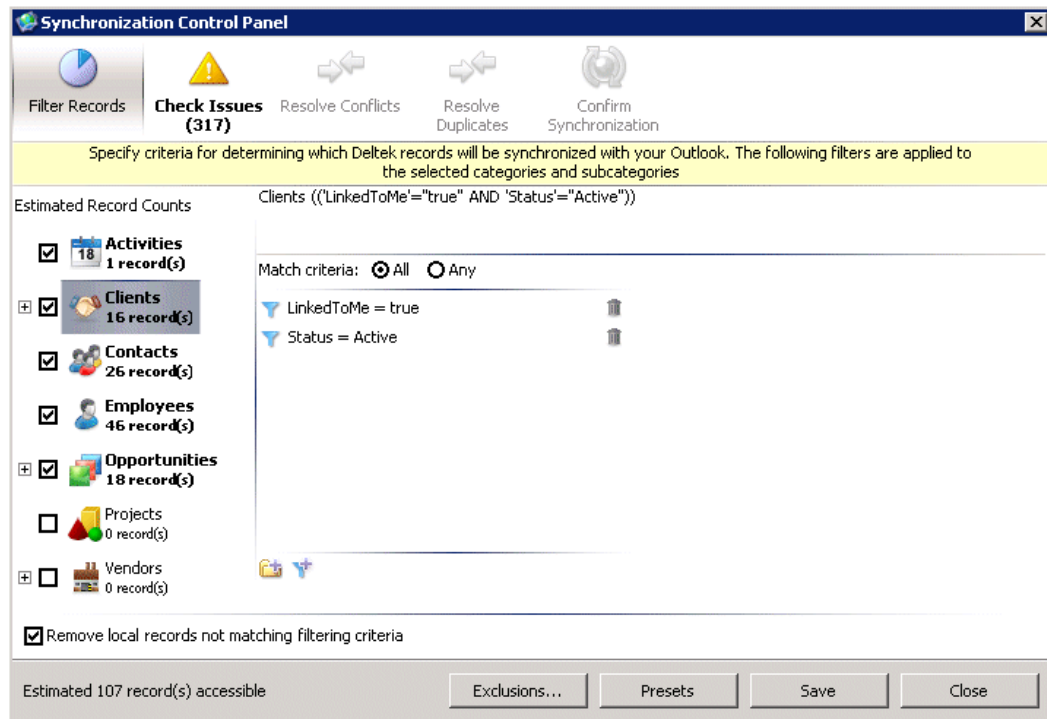 Synchronization Control Panel
Filter Records
Check Issues
(317)
Resolve Conflicts
Resolve
Duplicates
Confirm
Synchronization
Specify criteria for determining which Deltek records will be synchronized with your Outlook. The following filters are applied to
the selected categories and subcategories
Estimated Record Counts
Clients (('LinkedToMe'="true" AND 'Status'="Active"))
18
Activities
1 record(s)
Clients
16 record(s)
Contacts
26 record(s)
Employees
46 record(s)
Opportunities
18 record(s)
Projects
0 record(s)
Vendors
0 record(s)
Match criteria: All Any
LinkedToMe = true
Status = Active
Remove local records not matching filtering criteria
Estimated 107 record(s) accessible
Exclusions...
Presets
Save
Close